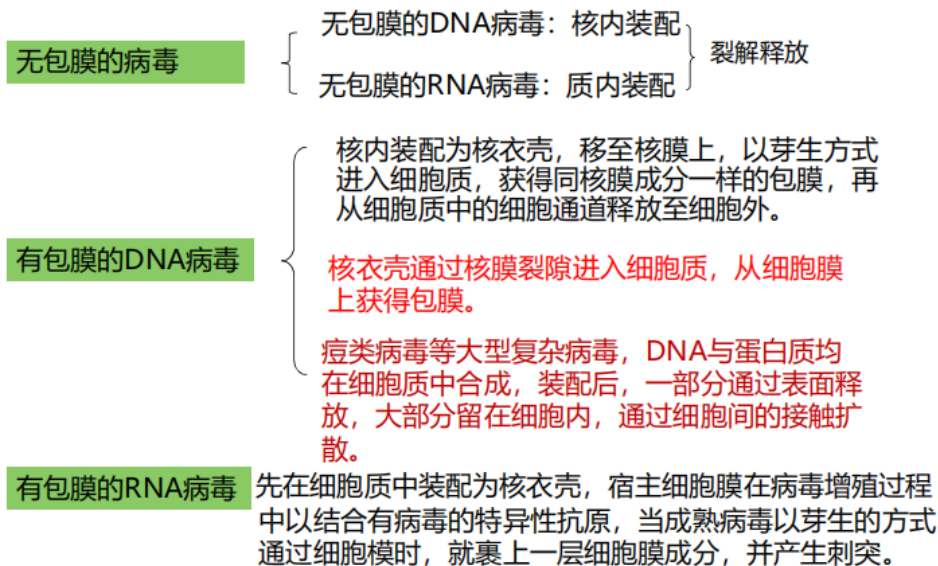 无包膜的DNA病毒：核内装配
无包膜的病毒
裂解释放
无包膜的RNA病毒：质内装配
核内装配为核衣壳，移至核膜上，以芽生方式
进入细胞质，获得同核膜成分一样的包膜，再
从细胞质中的细胞通道释放至细胞外。
有包膜的DNA病毒
核衣壳通过核膜裂隙进入细胞质，从细胞膜
上获得包膜。
痘类病毒等大型复杂病毒，DNA与蛋白质均
在细胞质中合成，装配后，一部分通过表面释
放，大部分留在细胞内，通过细胞间的接触扩
散。
有包膜的RNA病毒
先在细胞质中装配为核衣壳，宿主细胞膜在病毒增殖过程
中以结合有病毒的特异性抗原，当成熟病毒以芽生的方式
通过细胞模时，就裹上一层细胞膜成分，并产生刺突。